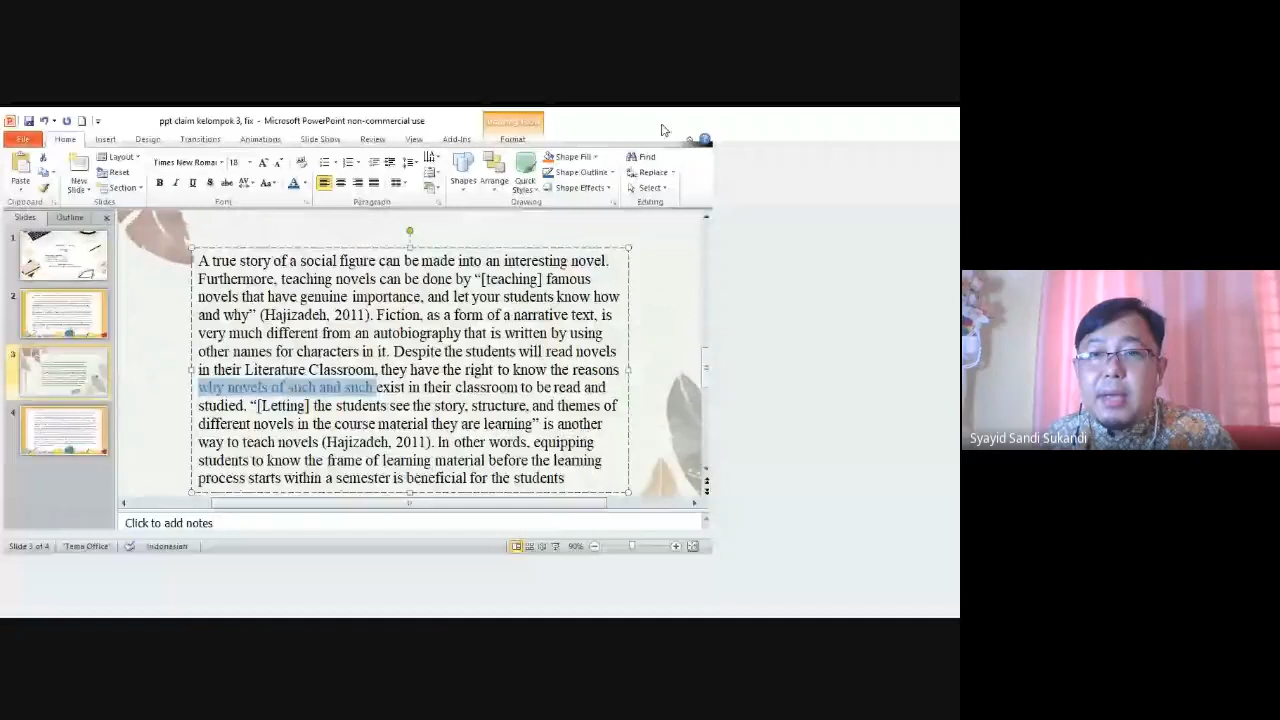 ppt claim kelompok 3, fix - Microsoft PowerPoint non-commercial use
File Home Insert Design Transitions Animations Slide Show Review View Add-Ins Format
Layout
Reset
Section
Paste
New
Slide
Times New Romai 18
Shapes
Arrange
Quick
Styles
Shape Fill
Shape Outline
Shape Effects
Find
Replace
Select
Clipboard Slides Font Paragraph Drawing Editing
Slides Outline
1
2
3
4
A true story of a social figure can be made into an interesting novel.
Furthermore, teaching novels can be done by “[teaching] famous
novels that have genuine importance, and let your students know how
and why” (Hajizadeh, 2011). Fiction, as a form of a narrative text, is
very much different from an autobiography that is written by using
other names for characters in it. Despite the students will read novels
in their Literature Classroom, they have the right to know the reasons
why novels of such and such exist in their classroom to be read and
studied. “[Letting] the students see the story, structure, and themes of
different novels in the course material they are learning” is another
way to teach novels (Hajizadeh, 2011). In other words, equipping
students to know the frame of learning material before the learning
process starts within a semester is beneficial for the students
Click to add notes
Slide 3 of 4 "Tema Office" Indonesian 90%
Syayid Sandi Sukandi